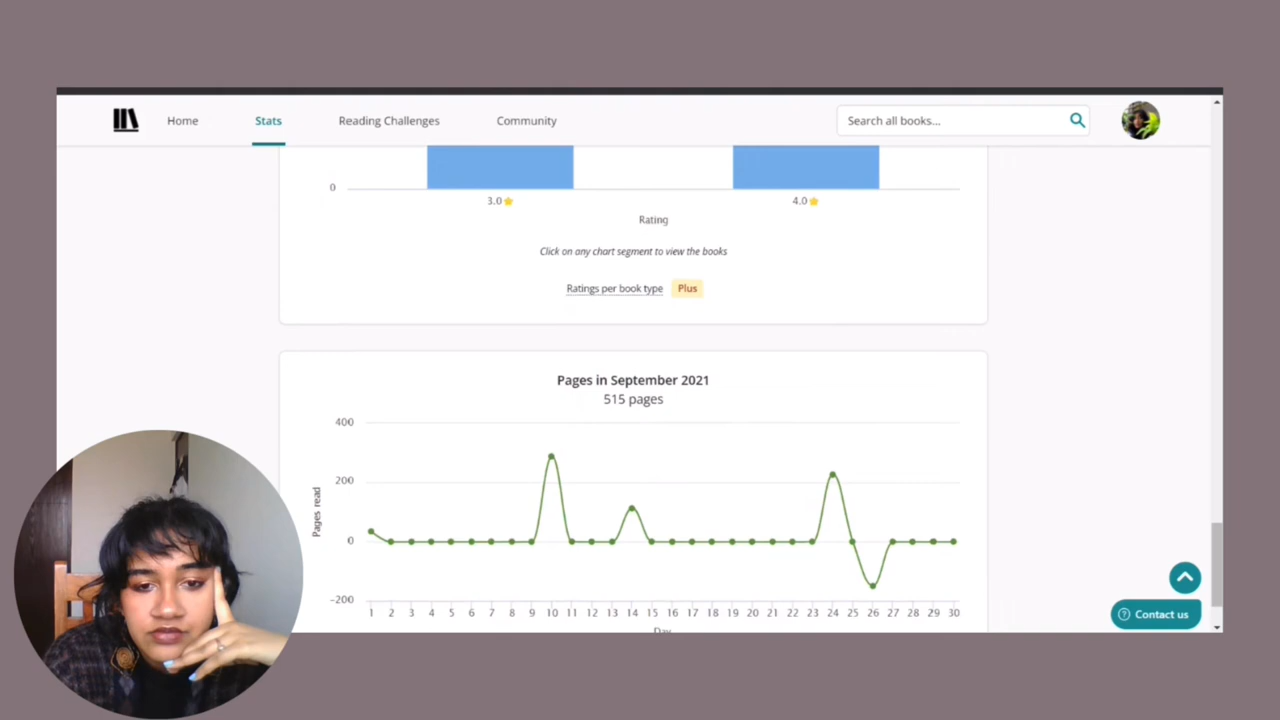 Home Stats Reading Challenges Community Search all books...
0
3.0 4.0
Rating
Click on any chart segment to view the books
Ratings per book type Plus
Pages in September 2021
515 pages
400
200
Pages read
0
-200
1 2 3 4 5 6 7 8 9 10 11 12 13 14 15 16 17 18 19 20 21 22 23 24 25 26 27 28 29 30
Day
? Contact us